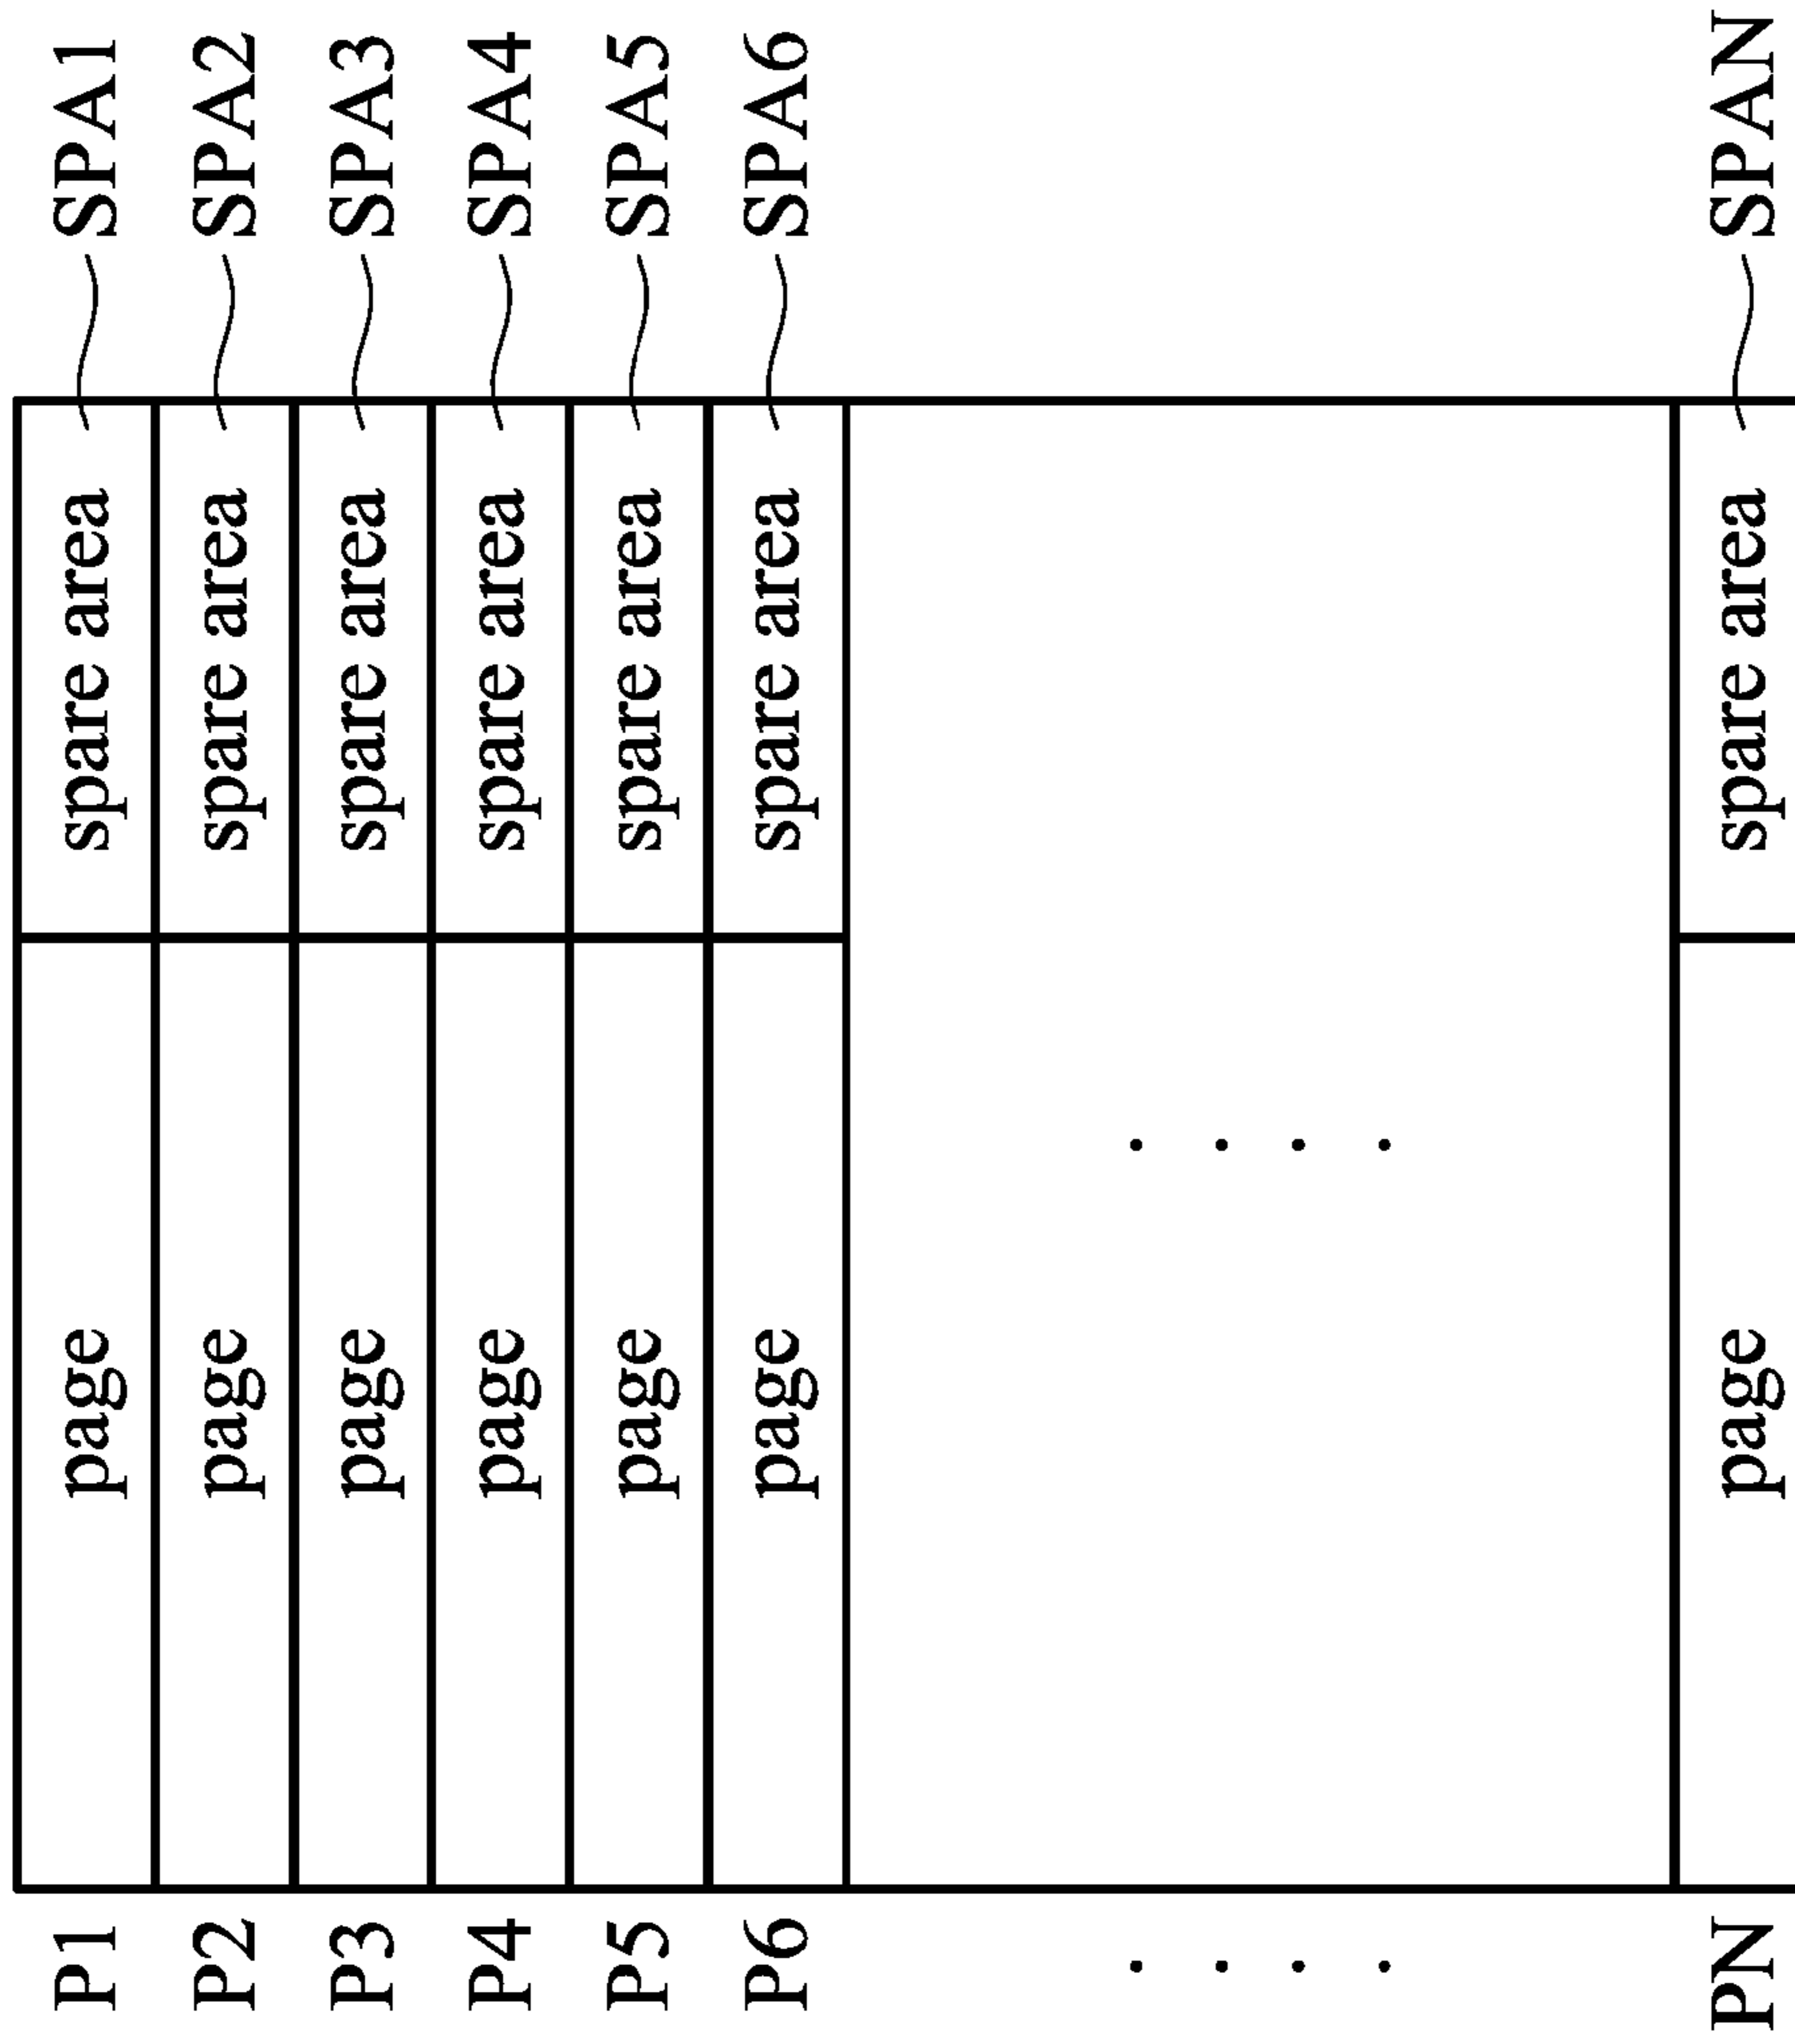 P1 page spare area SPA1
P2 page spare area SPA2
P3 page spare area SPA3
P4 page spare area SPA4
P5 page spare area SPA5
P6 page spare area SPA6
. . . . . . . .
PN page spare area SPAN